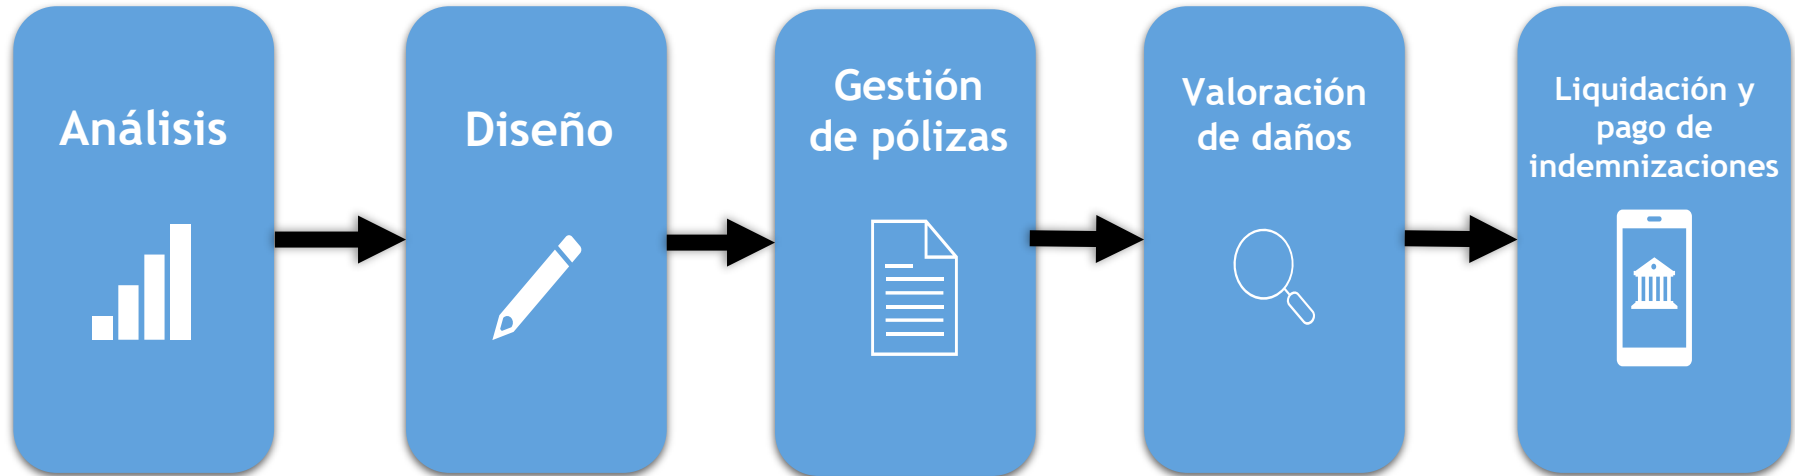 Análisis
Diseño
Gestión
de pólizas
Valoración
de daños
Liquidación y
pago de
indemnizaciones